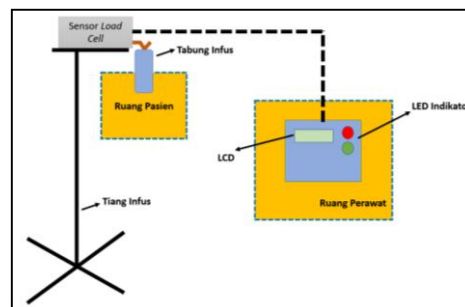 Sensor Load
Cell
Tabung Infus
Ruang Pasien
LED Indikato
LCD
Tiang Infus
Ruang Perawat